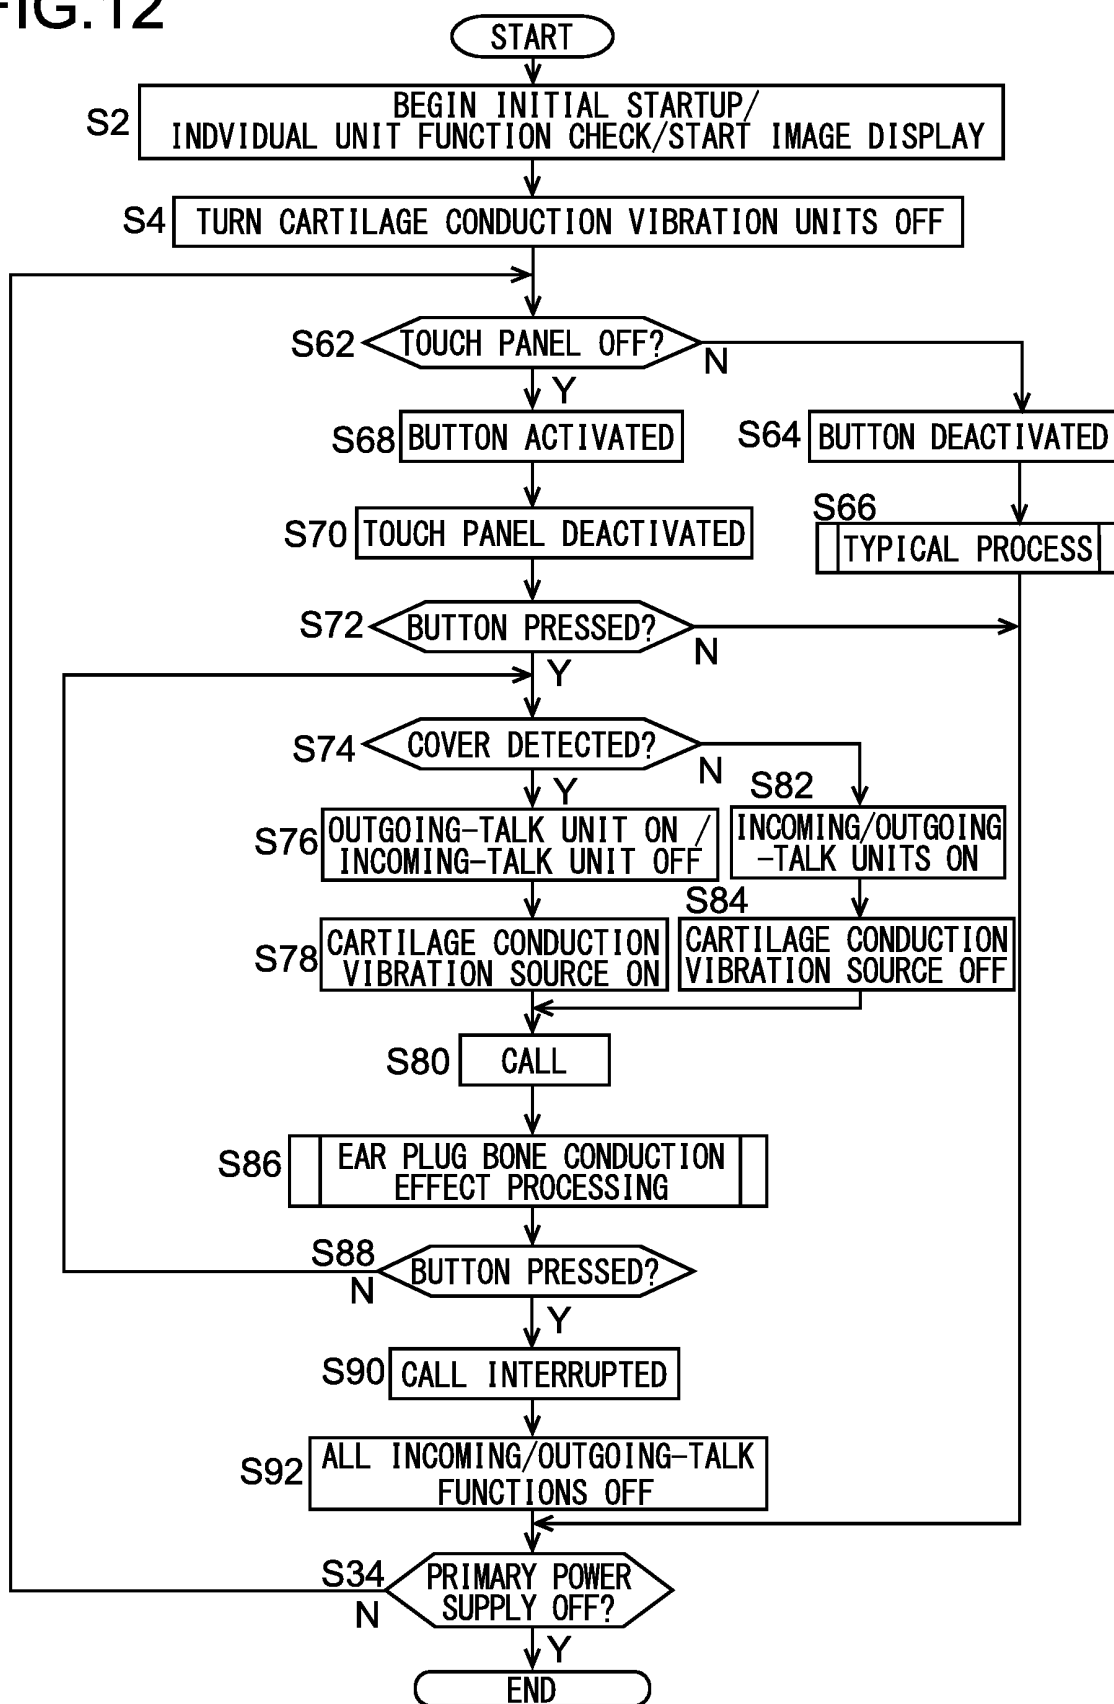 FIG.12
START
S2
BEGIN INITIAL STARTUP/
INDVIDUAL UNIT FUNCTION CHECK/START IMAGE DISPLAY
S4
TURN CARTILAGE CONDUCTION VIBRATION UNITS OFF
S62
TOUCH PANEL OFF?
N
Y
S68
BUTTON ACTIVATED
S64
BUTTON DEACTIVATED
S70
TOUCH PANEL DEACTIVATED
S66
TYPICAL PROCESS
S72
BUTTON PRESSED?
N
Y
S74
COVER DETECTED?
N
Y
S76
OUTGOING-TALK UNIT ON /
INCOMING-TALK UNIT OFF
S82
INCOMING/OUTGOING
-TALK UNITS ON
S78
CARTILAGE CONDUCTION
VIBRATION SOURCE ON
S84
CARTILAGE CONDUCTION
VIBRATION SOURCE OFF
S80
CALL
S86
EAR PLUG BONE CONDUCTION
EFFECT PROCESSING
S88
BUTTON PRESSED?
N
Y
S90
CALL INTERRUPTED
S92
ALL INCOMING/OUTGOING-TALK
FUNCTIONS OFF
S34
PRIMARY POWER
SUPPLY OFF?
N
Y
END